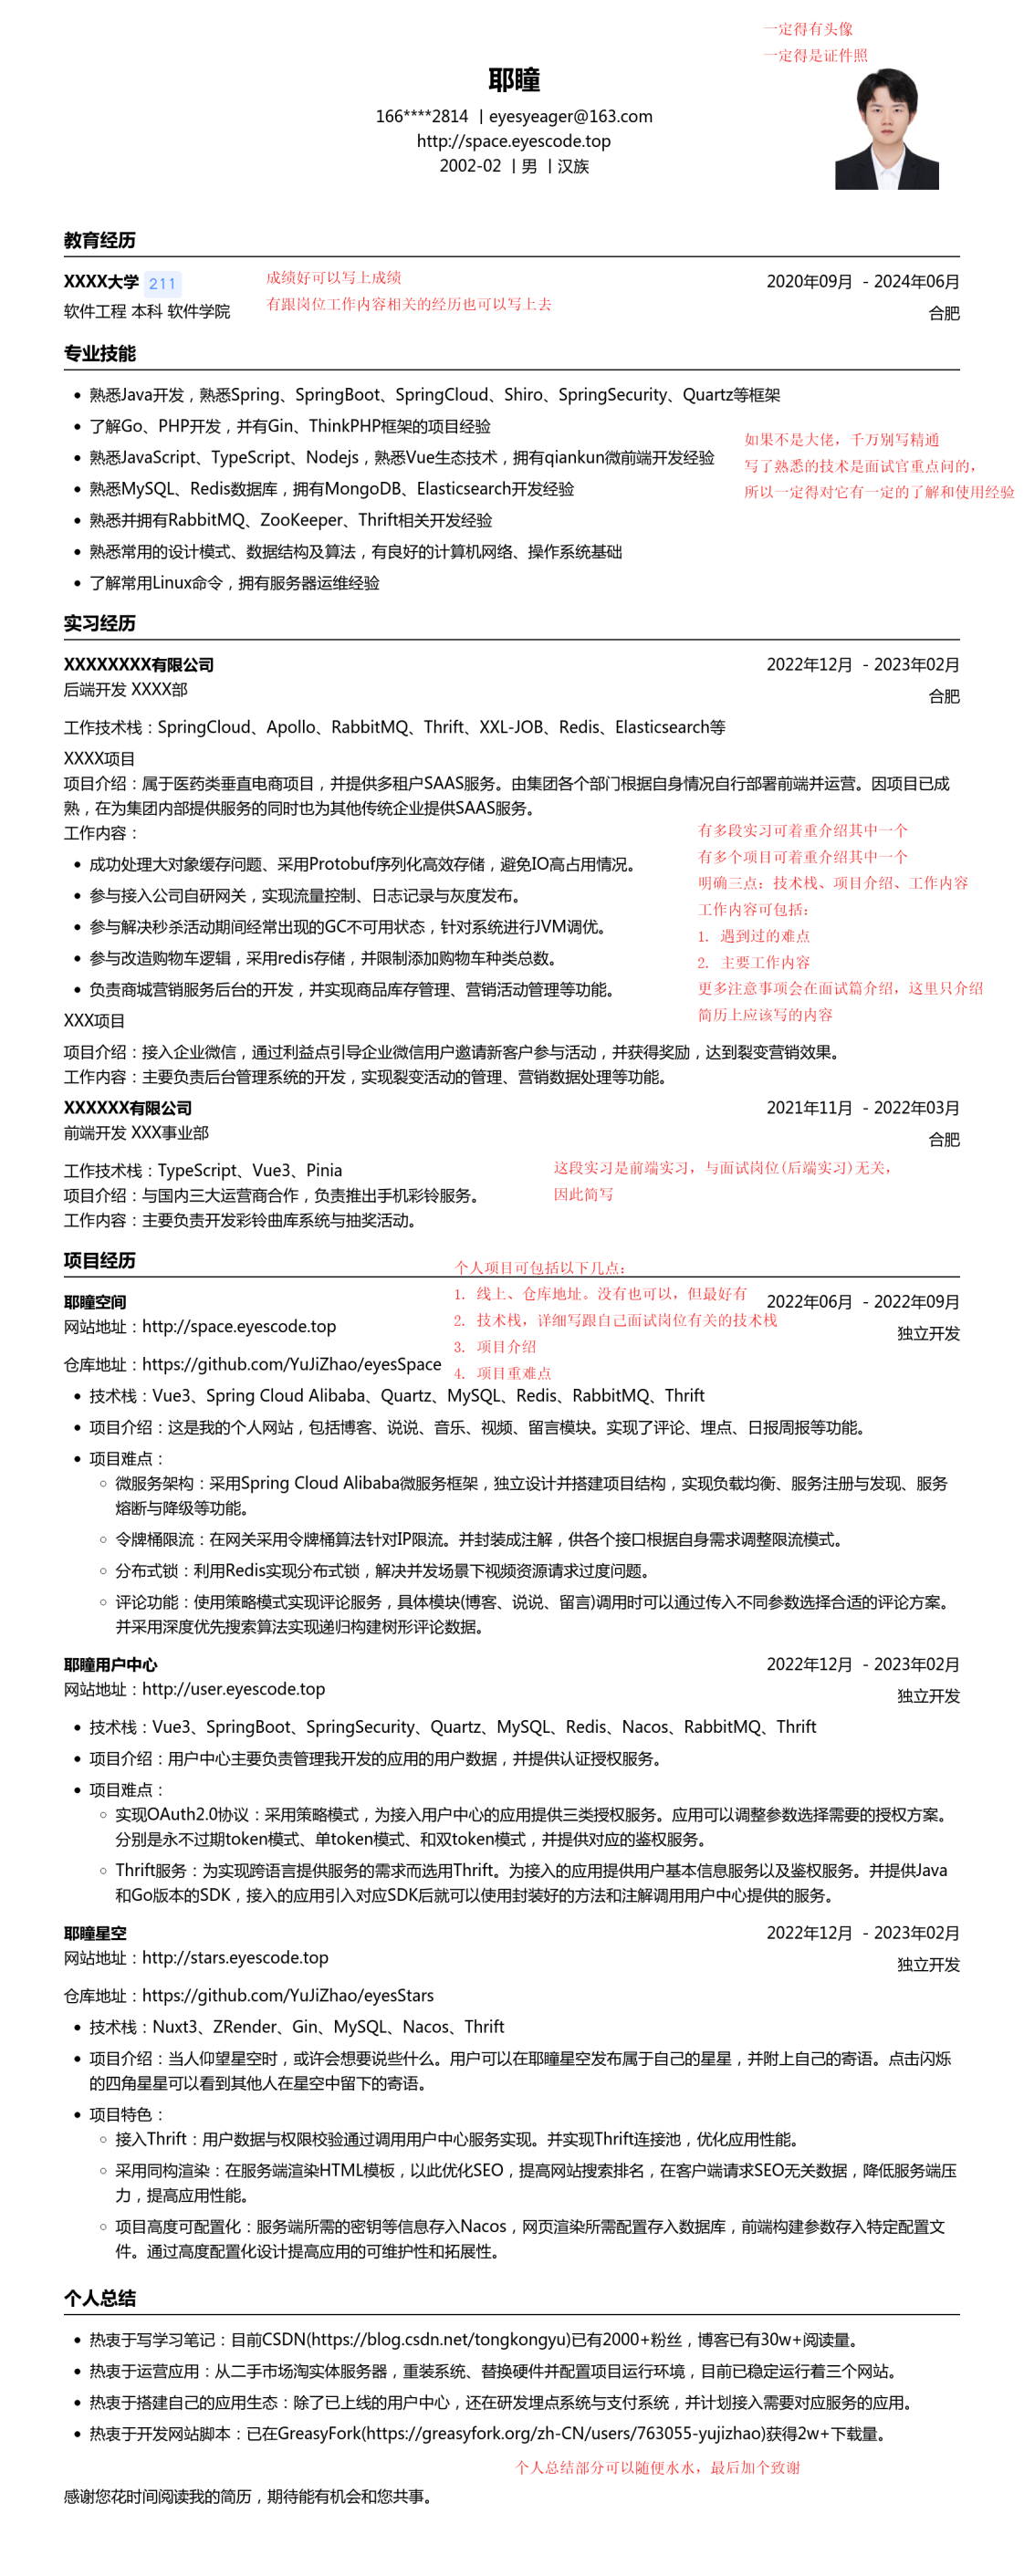 一定得有头像
一定得是证件照
耶瞳
166****2814 | eyesyeager@163.com
http://space.eyescode.top
2002-02 | 男 | 汉族
教育经历
XXXX大学 211
成绩好可以写上成绩
2020年09月 - 2024年06月
有跟岗位工作内容相关的经历也可以写上去
软件工程 本科 软件学院
合肥
专业技能
熟悉Java开发，熟悉Spring、SpringBoot、SpringCloud、Shiro、SpringSecurity、Quartz等框架
了解Go、PHP开发，并有Gin、ThinkPHP框架的项目经验
如果不是大佬，千万别写精通
熟悉JavaScript、TypeScript、Nodejs，熟悉Vue生态技术，拥有qiankun微前端开发经验
写了熟悉的技术是面试官重点问的，
熟悉MySQL、Redis数据库，拥有MongoDB、Elasticsearch开发经验
所以一定得对它有一定的了解和使用经验
熟悉并拥有RabbitMQ、ZooKeeper、Thrift相关开发经验
熟悉常用的设计模式、数据结构及算法，有良好的计算机网络、操作系统基础
了解常用Linux命令，拥有服务器运维经验
实习经历
XXXXXXXX有限公司
2022年12月 - 2023年02月
后端开发 XXXX部
合肥
工作技术栈：SpringCloud、Apollo、RabbitMQ、Thrift、XXL-JOB、Redis、Elasticsearch等
XXXX项目
项目介绍：属于医药类垂直电商项目，并提供多租户SAAS服务。由集团各个部门根据自身情况自行部署前端并运营。因项目已成
熟，在为集团内部提供服务的同时也为其他传统企业提供SAAS服务。
工作内容：
有多段实习可着重介绍其中一个
有多个项目可着重介绍其中一个
明确三点：技术栈、项目介绍、工作内容
工作内容可包括：
1. 遇到过的难点
2. 主要工作内容
更多注意事项会在面试篇介绍，这里只介绍
简历上应该写的内容
成功处理大对象缓存问题、采用Protobuf序列化高效存储，避免IO高占用情况。
参与接入公司自研网关，实现流量控制、日志记录与灰度发布。
参与解决秒杀活动期间经常出现的GC不可用状态，针对系统进行JVM调优。
参与改造购物车逻辑，采用redis存储，并限制添加购物车种类总数。
负责商城营销服务后台的开发，并实现商品库存管理、营销活动管理等功能。
XXX项目
项目介绍：接入企业微信，通过利益点引导企业微信用户邀请新客户参与活动，并获得奖励，达到裂变营销效果。
工作内容：主要负责后台管理系统的开发，实现裂变活动的管理、营销数据处理等功能。
XXXXXX有限公司
2021年11月 - 2022年03月
前端开发 XXX事业部
合肥
工作技术栈：TypeScript、Vue3、Pinia
这段实习是前端实习，与面试岗位(后端实习)无关，
因此简写
项目介绍：与国内三大运营商合作，负责推出手机彩铃服务。
工作内容：主要负责开发彩铃曲库系统与抽奖活动。
项目经历
个人项目可包括以下几点：
1. 线上、仓库地址。没有也可以，但最好有
2. 技术栈，详细写跟自己面试岗位有关的技术栈
3. 项目介绍
4. 项目重难点
耶瞳空间
2022年06月 - 2022年09月
网站地址：http://space.eyescode.top
独立开发
仓库地址：https://github.com/YuJiZhao/eyesSpace
技术栈：Vue3、Spring Cloud Alibaba、Quartz、MySQL、Redis、RabbitMQ、Thrift
项目介绍：这是我的个人网站，包括博客、说说、音乐、视频、留言模块。实现了评论、埋点、日报周报等功能。
项目难点：
微服务架构：采用Spring Cloud Alibaba微服务框架，独立设计并搭建项目结构，实现负载均衡、服务注册与发现、服务
熔断与降级等功能。
令牌桶限流：在网关采用令牌桶算法针对IP限流。并封装成注解，供各个接口根据自身需求调整限流模式。
分布式锁：利用Redis实现分布式锁，解决并发场景下视频资源请求过度问题。
评论功能：使用策略模式实现评论服务，具体模块(博客、说说、留言)调用时可以通过传入不同参数选择合适的评论方案。
并采用深度优先搜索算法实现递归构建树形评论数据。
耶瞳用户中心
2022年12月 - 2023年02月
网站地址：http://user.eyescode.top
独立开发
技术栈：Vue3、SpringBoot、SpringSecurity、Quartz、MySQL、Redis、Nacos、RabbitMQ、Thrift
项目介绍：用户中心主要负责管理我开发的应用的用户数据，并提供认证授权服务。
项目难点：
实现OAuth2.0协议：采用策略模式，为接入用户中心的应用提供三类授权服务。应用可以调整参数选择需要的授权方案。
分别是永不过期token模式、单token模式、和双token模式，并提供对应的鉴权服务。
Thrift服务：为实现跨语言提供服务的需求而选用Thrift。为接入的应用提供用户基本信息服务以及鉴权服务。并提供Java
和Go版本的SDK，接入的应用引入对应SDK后就可以使用封装好的方法和注解调用用户中心提供的服务。
耶瞳星空
2022年12月 - 2023年02月
网站地址：http://stars.eyescode.top
独立开发
仓库地址：https://github.com/YuJiZhao/eyesStars
技术栈：Nuxt3、ZRender、Gin、MySQL、Nacos、Thrift
项目介绍：当人仰望星空时，或许会想要说些什么。用户可以在耶瞳星空发布属于自己的星星，并附上自己的寄语。点击闪烁
的四角星星可以看到其他人在星空中留下的寄语。
项目特色：
接入Thrift：用户数据与权限校验通过调用用户中心服务实现。并实现Thrift连接池，优化应用性能。
采用同构渲染：在服务端渲染HTML模板，以此优化SEO，提高网站搜索排名，在客户端请求SEO无关数据，降低服务端压
力，提高应用性能。
项目高度可配置化：服务端所需的密钥等信息存入Nacos，网页渲染所需配置存入数据库，前端构建参数存入特定配置文
件。通过高度配置化设计提高应用的可维护性和拓展性。
个人总结
热衷于写学习笔记：目前CSDN(https://blog.csdn.net/tongkongyu)已有2000+粉丝，博客已有30w+阅读量。
热衷于运营应用：从二手市场淘实体服务器，重装系统、替换硬件并配置项目运行环境，目前已稳定运行着三个网站。
热衷于搭建自己的应用生态：除了已上线的用户中心，还在研发埋点系统与支付系统，并计划接入需要对应服务的应用。
热衷于开发网站脚本：已在GreasyFork(https://greasyfork.org/zh-CN/users/763055-yujizhao)获得2w+下载量。
个人总结部分可以随便水水，最后加个致谢
感谢您花时间阅读我的简历，期待能有机会和您共事。